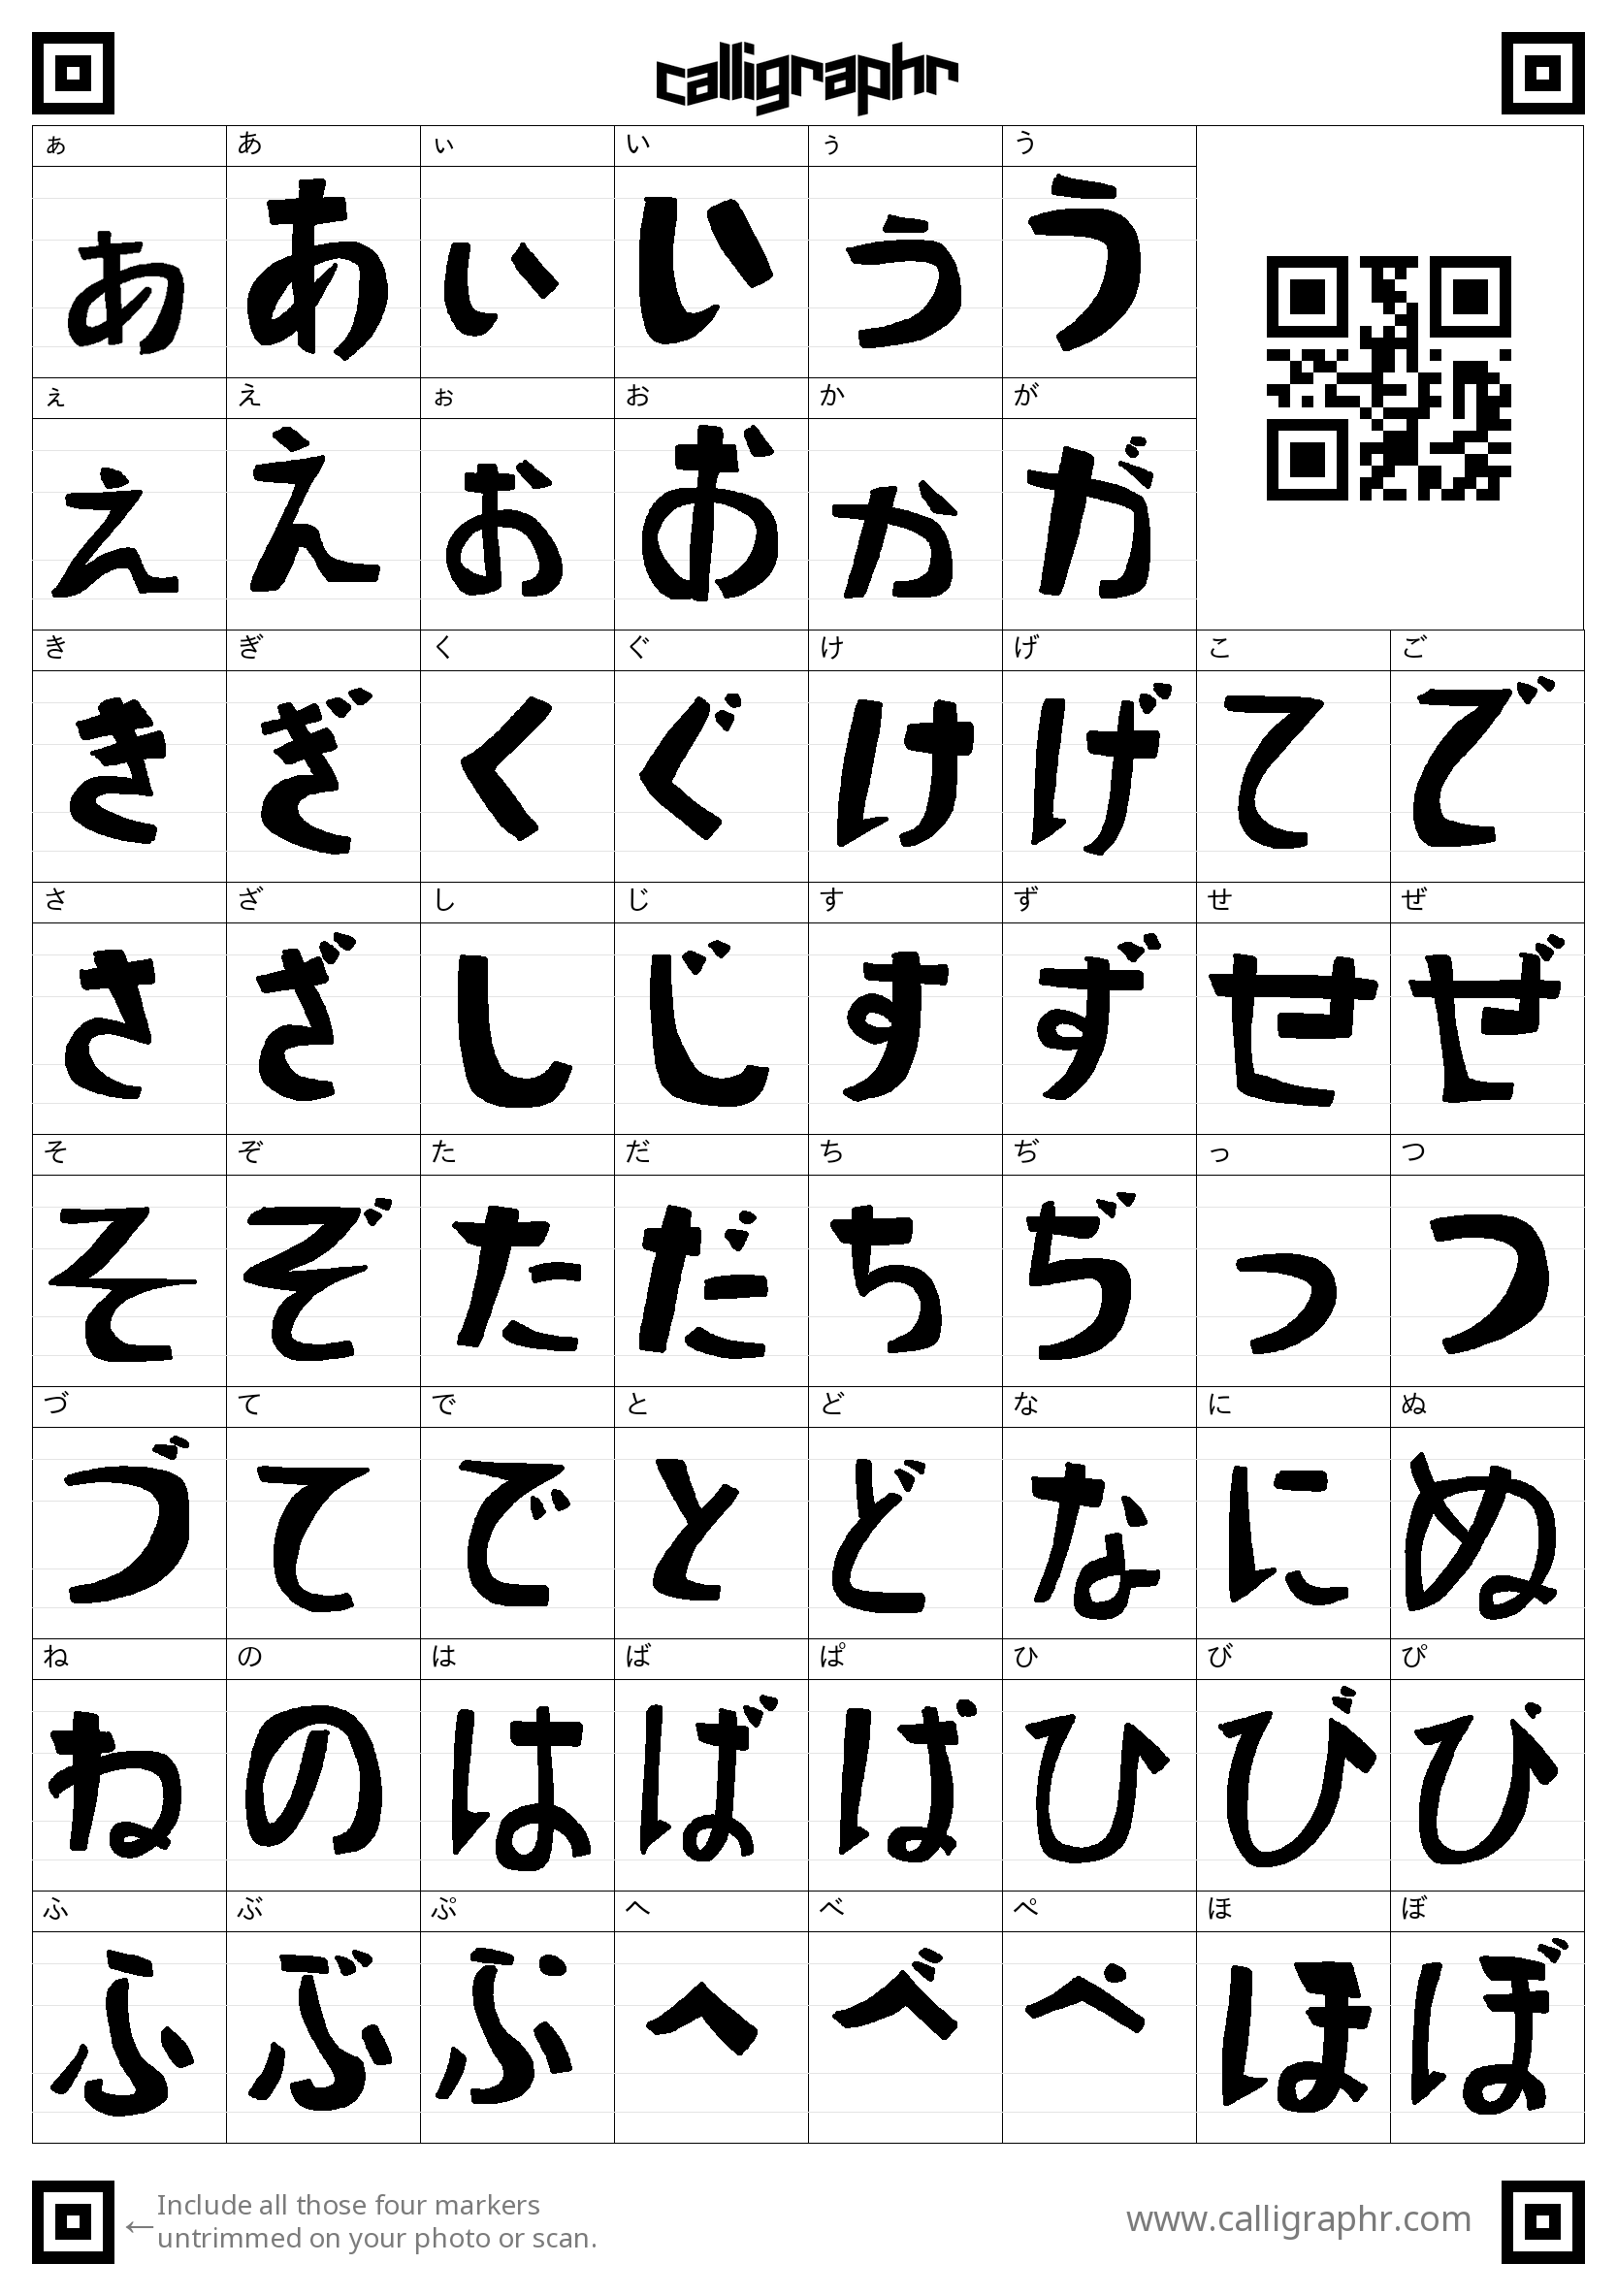 calligraphr
ぁ あ ぃ い ぅ う
ぁ あ ぃ い ぅ う
ぇ え ぉ お か が
ぇ え ぉ お か が
き ぎ く ぐ け げ こ ご
き ぎ く ぐ け げ こ ご
さ ざ し じ す ず せ ぜ
さ ざ し じ す ず せ ぜ
そ ぞ た だ ち ぢ っ つ
そ ぞ た だ ち ぢ っ つ
づ て で と ど な に ぬ
づ て で と ど な に ぬ
ね の は ば ぱ ひ び ぴ
ね の は ば ぱ ひ び ぴ
ふ ぶ ぷ へ べ ぺ ほ ぼ
ふ ぶ ぷ へ べ ぺ ほ ぼ
←Include all those four markers
untrimmed on your photo or scan.
www.calligraphr.com